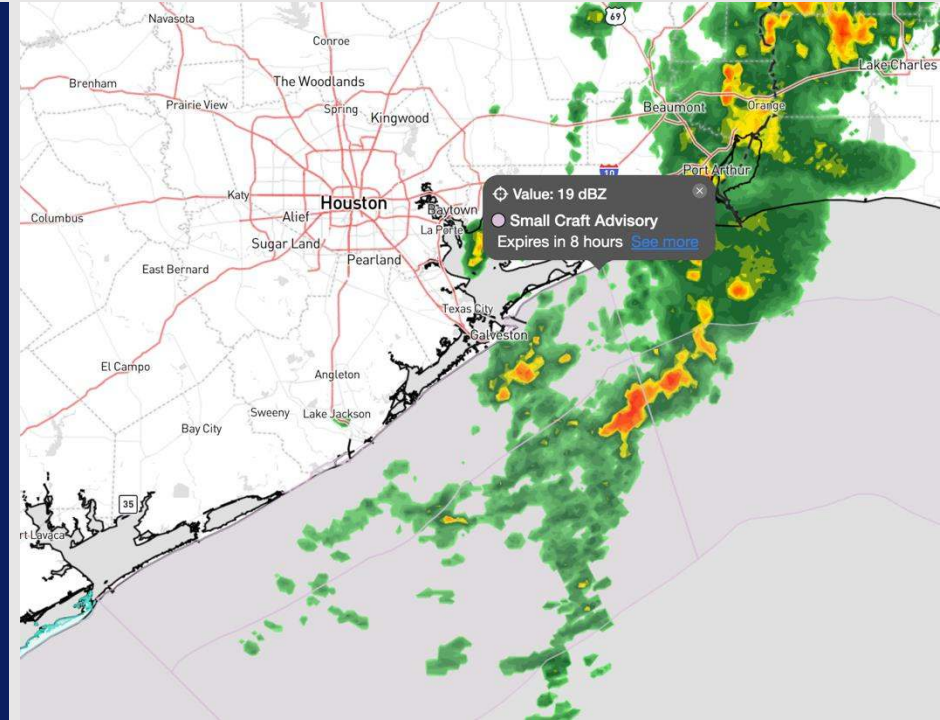 Navasota
69
Conroe
Lake Charles
Brenham
The Woodlands
Prairie View
Spring
Kingwood
Beaumont
Orange
10
Port Arthur
Katy
Houston
Baytown
Value: 19 dBZ
Small Craft Advisory
Expires in 8 hours See more
Columbus
Alief
La Porte
Sugar Land
Pearland
East Bernard
Texas City
Galveston
El Campo
Angleton
Sweeny
Lake Jackson
Bay City
35
rt Lavaca